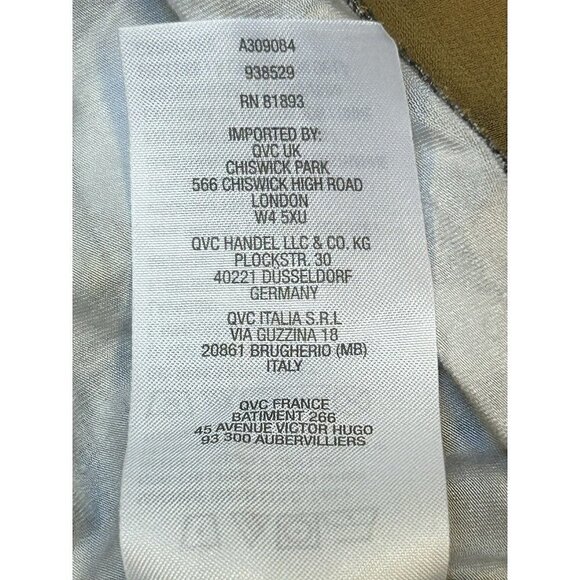 A309084
938529
RN 81893
IMPORTED BY:
QVC UK
CHISWICK PARK
566 CHISWICK HIGH ROAD
LONDON
W4 5XU
QVC HANDEL LLC & CO. KG
PLOCKSTR. 30
40221 DÜSSELDORF
GERMANY
QVC ITALIA S.R.L
VIA GUZZINA 18
20861 BRUGHERIO (MB)
ITALY
QVC FRANCE
BATIMENT 266
45 AVENUE VICTOR HUGO
93 300 AUBERVILLIERS